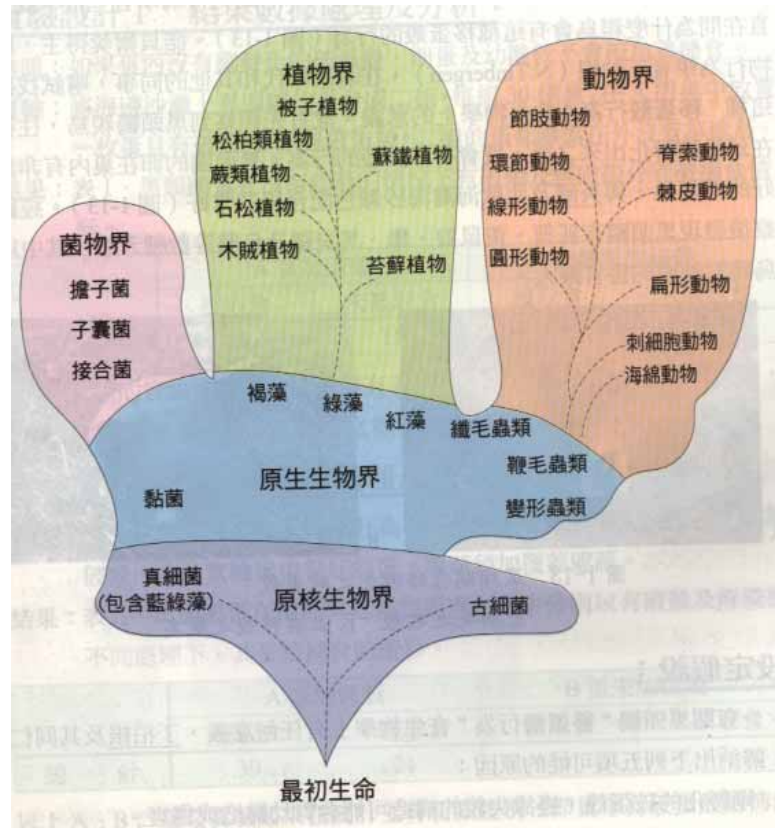 植物界
被子植物
松柏類植物
蘇鐵植物
蕨類植物
石松植物
木賊植物
苔蘚植物
動物界
節肢動物
脊索動物
環節動物
棘皮動物
線形動物
圓形動物
扁形動物
刺細胞動物
海綿動物
菌物界
擔子菌
子囊菌
接合菌
褐藻
綠藻
紅藻
纖毛蟲類
鞭毛蟲類
變形蟲類
原生生物界
黏菌
真細菌
(包含藍綠藻)
原核生物界
古細菌
最初生命